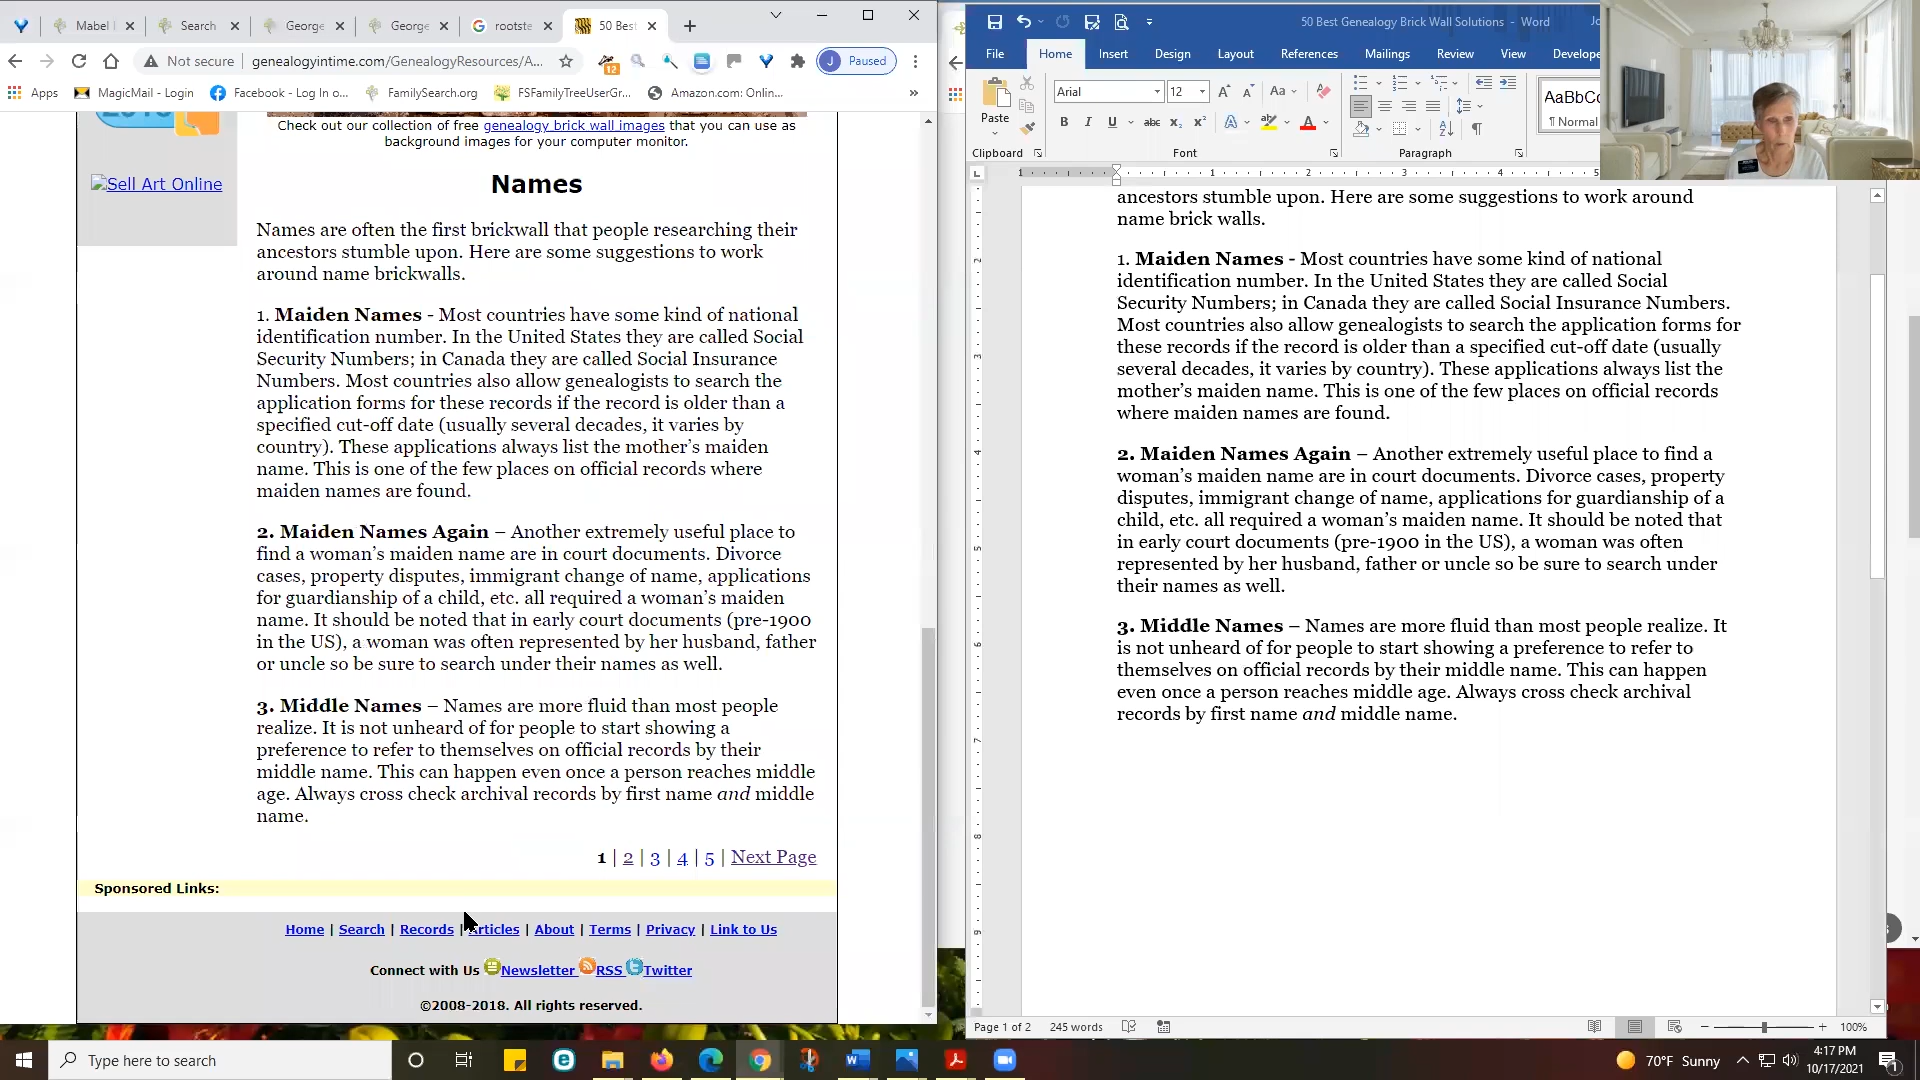 Mabel
Search
George
George
rootste
50 Best
Not secure
genealogyintime.com/GenealogyResources/A...
12
J
Paused
Apps
MagicMail - Login
Facebook - Log In o...
FamilySearch.org
FSFamilyTreeUserGr...
Amazon.com: Onlin...
»
Check out our collection of free genealogy brick wall images that you can use as
background images for your computer monitor.
Sell Art Online
Names
Names are often the first brickwall that people researching their
ancestors stumble upon. Here are some suggestions to work
around name brickwalls.
1. Maiden Names - Most countries have some kind of national
identification number. In the United States they are called Social
Security Numbers; in Canada they are called Social Insurance
Numbers. Most countries also allow genealogists to search the
application forms for these records if the record is older than a
specified cut-off date (usually several decades, it varies by
country). These applications always list the mother’s maiden
name. This is one of the few places on official records where
maiden names are found.
2. Maiden Names Again – Another extremely useful place to
find a woman’s maiden name are in court documents. Divorce
cases, property disputes, immigrant change of name, applications
for guardianship of a child, etc. all required a woman’s maiden
name. It should be noted that in early court documents (pre-1900
in the US), a woman was often represented by her husband, father
or uncle so be sure to search under their names as well.
3. Middle Names – Names are more fluid than most people
realize. It is not unheard of for people to start showing a
preference to refer to themselves on official records by their
middle name. This can happen even once a person reaches middle
age. Always cross check archival records by first name and middle
name.
1 | 2 | 3 | 4 | 5 | Next Page
Sponsored Links:
Home | Search | Records | Articles | About | Terms | Privacy | Link to Us
Connect with Us Newsletter RSS Twitter
©2008-2018. All rights reserved.
50 Best Genealogy Brick Wall Solutions - Word
File Home Insert Design Layout References Mailings Review View Develope
Paste
Arial
12
Aa
B I U abc x₂ x² A A
AaBbCc
¶ Normal
Clipboard
Font
Paragraph
1 1 2 3 4 5
ancestors stumble upon. Here are some suggestions to work around
name brick walls.
1. Maiden Names - Most countries have some kind of national
identification number. In the United States they are called Social
Security Numbers; in Canada they are called Social Insurance Numbers.
Most countries also allow genealogists to search the application forms for
these records if the record is older than a specified cut-off date (usually
several decades, it varies by country). These applications always list the
mother’s maiden name. This is one of the few places on official records
where maiden names are found.
2. Maiden Names Again – Another extremely useful place to find a
woman’s maiden name are in court documents. Divorce cases, property
disputes, immigrant change of name, applications for guardianship of a
child, etc. all required a woman’s maiden name. It should be noted that
in early court documents (pre-1900 in the US), a woman was often
represented by her husband, father or uncle so be sure to search under
their names as well.
3. Middle Names – Names are more fluid than most people realize. It
is not unheard of for people to start showing a preference to refer to
themselves on official records by their middle name. This can happen
even once a person reaches middle age. Always cross check archival
records by first name and middle name.
Page 1 of 2
245 words
100%
Type here to search
70°F Sunny
4:17 PM
10/17/2021
1